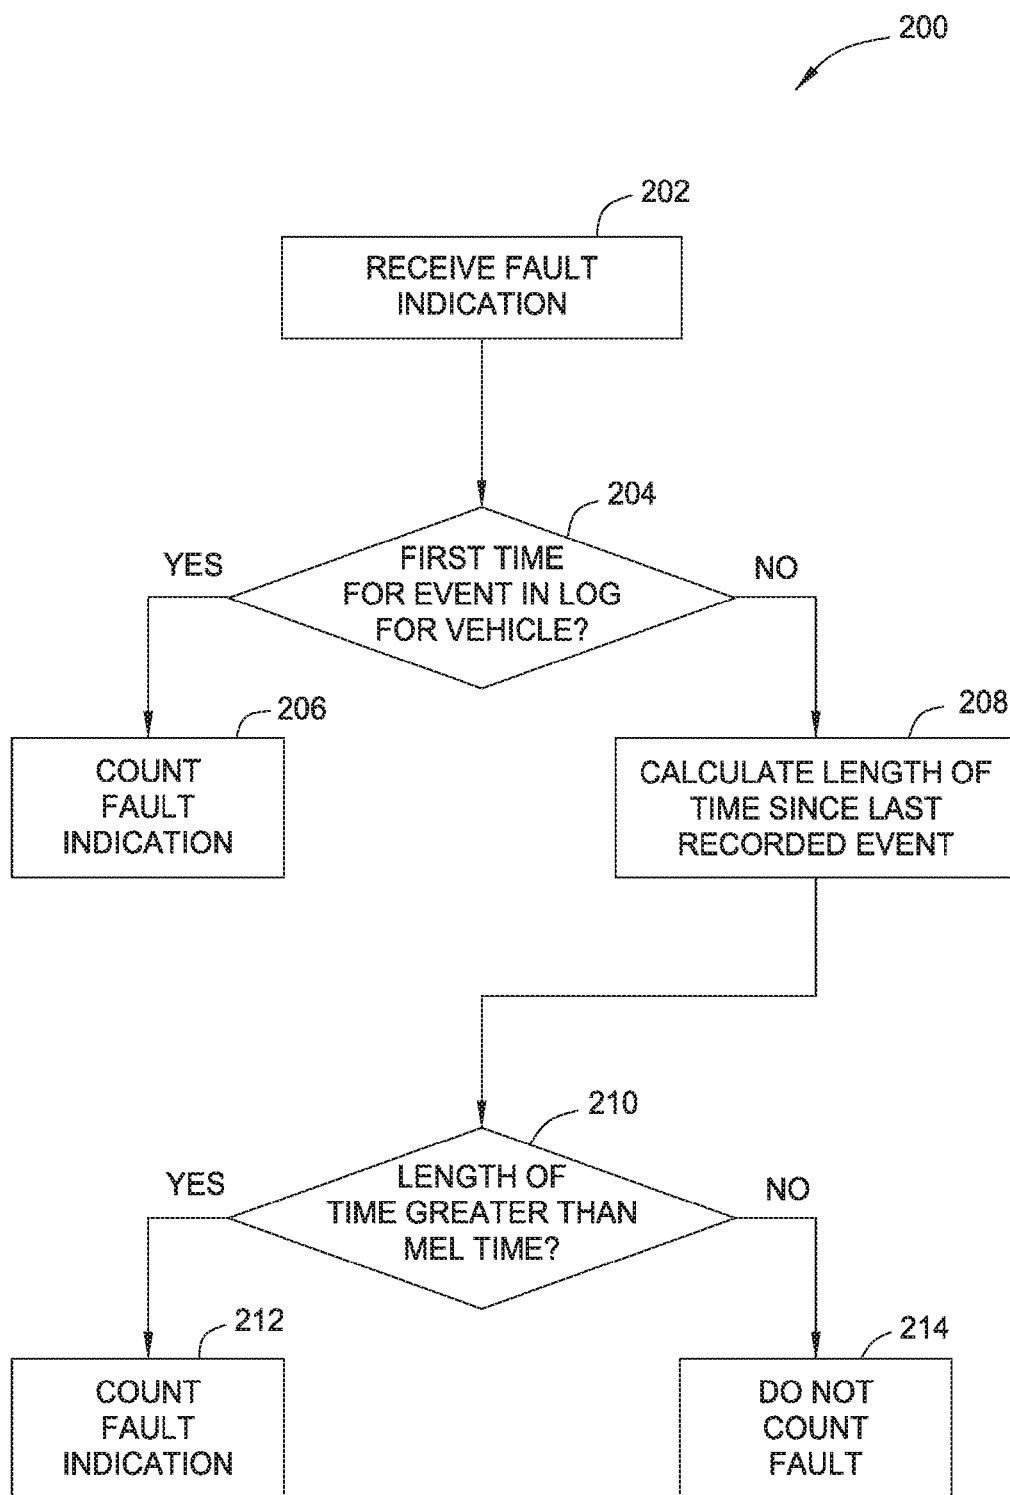 200
202
RECEIVE FAULT
INDICATION
204
FIRST TIME
FOR EVENT IN LOG
FOR VEHICLE?
YES
NO
206
COUNT
FAULT
INDICATION
208
CALCULATE LENGTH OF
TIME SINCE LAST
RECORDED EVENT
210
LENGTH OF
TIME GREATER THAN
MEL TIME?
YES
NO
212
COUNT
FAULT
INDICATION
214
DO NOT
COUNT
FAULT